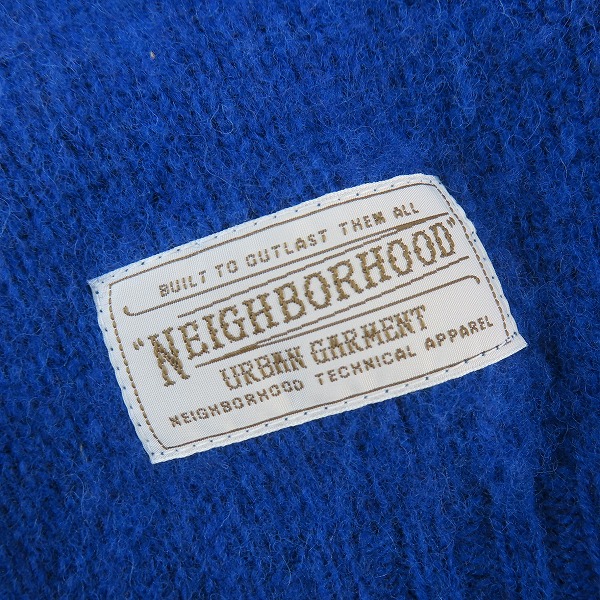 BUILT TO OUTLAST THEM ALL
"NEIGHBORHOOD"
URBAN GARMENT
NEIGHBORHOOD TECHNICAL APPAREL